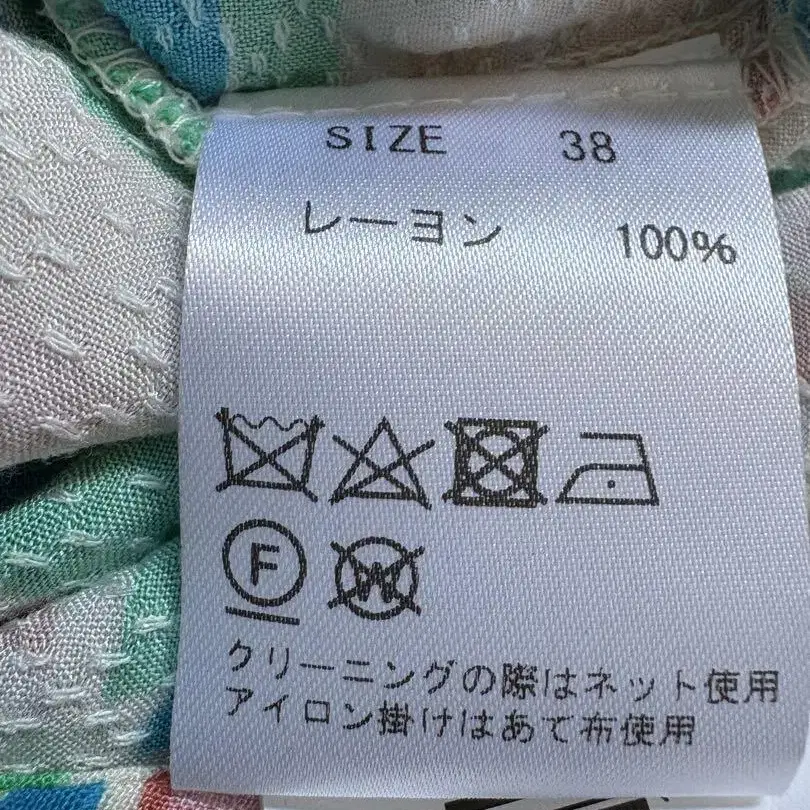 SIZE 38
レーヨン 100%
F W
クリーニングの際はネット使用
アイロン掛けはあて布使用